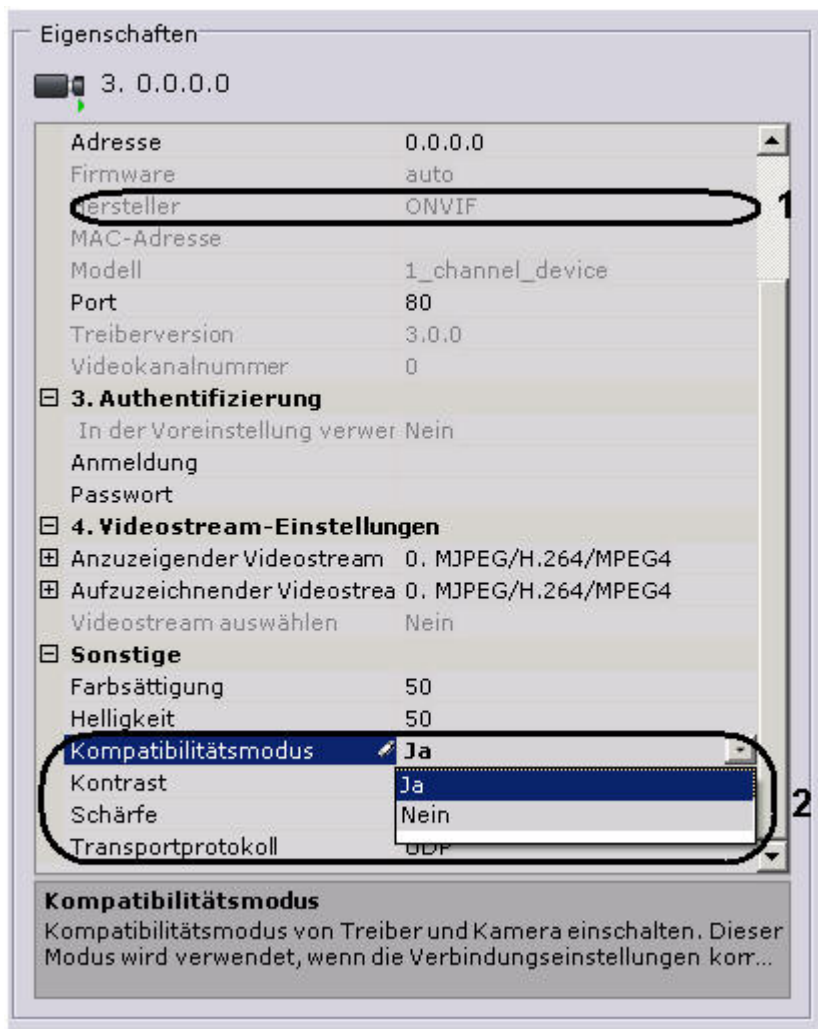 Eigenschaften
3. 0.0.0.0
Adresse 0.0.0.0
Firmware auto
Hersteller ONVIF 1
MAC-Adresse
Modell 1_channel_device
Port 80
Treiberversion 3.0.0
Videokanalnummer 0
3. Authentifizierung
In der Voreinstellung verwer Nein
Anmeldung
Passwort
4. Videostream-Einstellungen
Anzuzeigender Videostream 0. MJPEG/H.264/MPEG4
Aufzuzeichnender Videostrea 0. MJPEG/H.264/MPEG4
Videostream auswählen Nein
Sonstige
Farbsättigung 50
Helligkeit 50
Kompatibilitätsmodus Ja
Kontrast Ja
Schärfe Nein 2
Transportprotokoll UDP
Kompatibilitätsmodus
Kompatibilitätsmodus von Treiber und Kamera einschalten. Dieser
Modus wird verwendet, wenn die Verbindungseinstellungen korr...